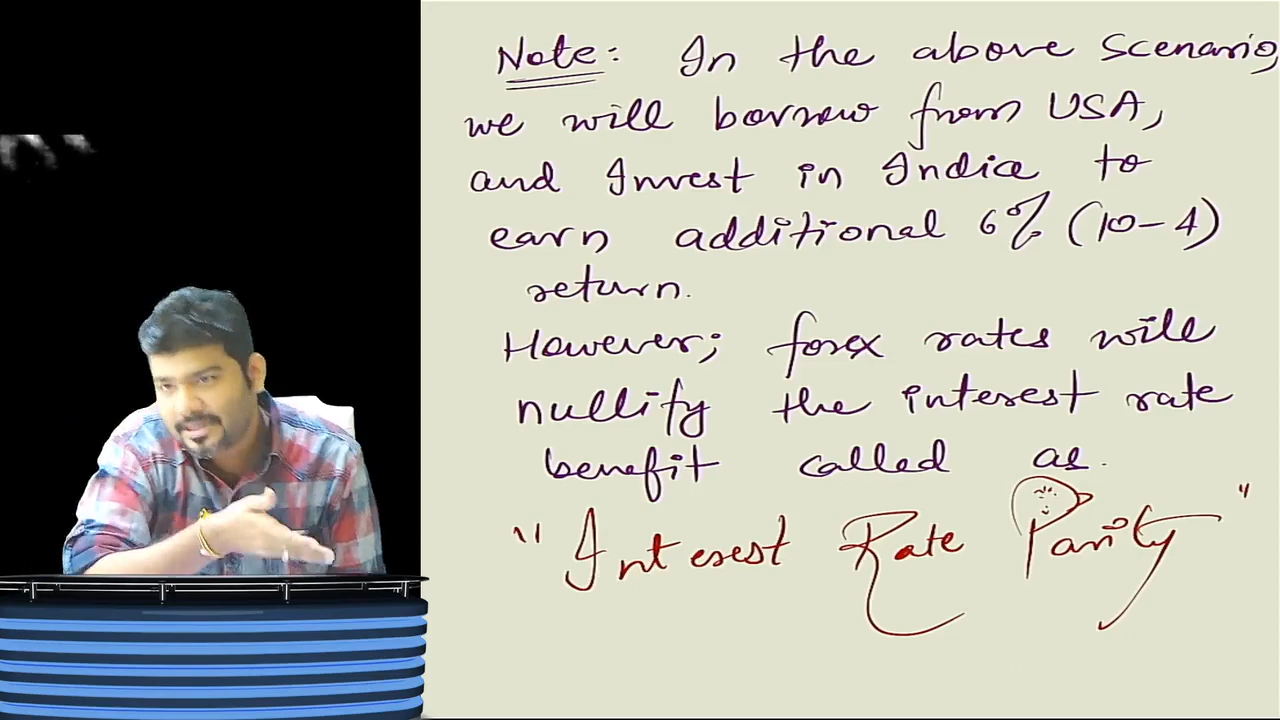 Note: In the above Scenario,
we will borrow from USA,
and Invest in India to
earn additional 6% (10-4)
return.
However; forex rates will
nullify the interest rate
benefit called as.
"Interest Rate Parity"